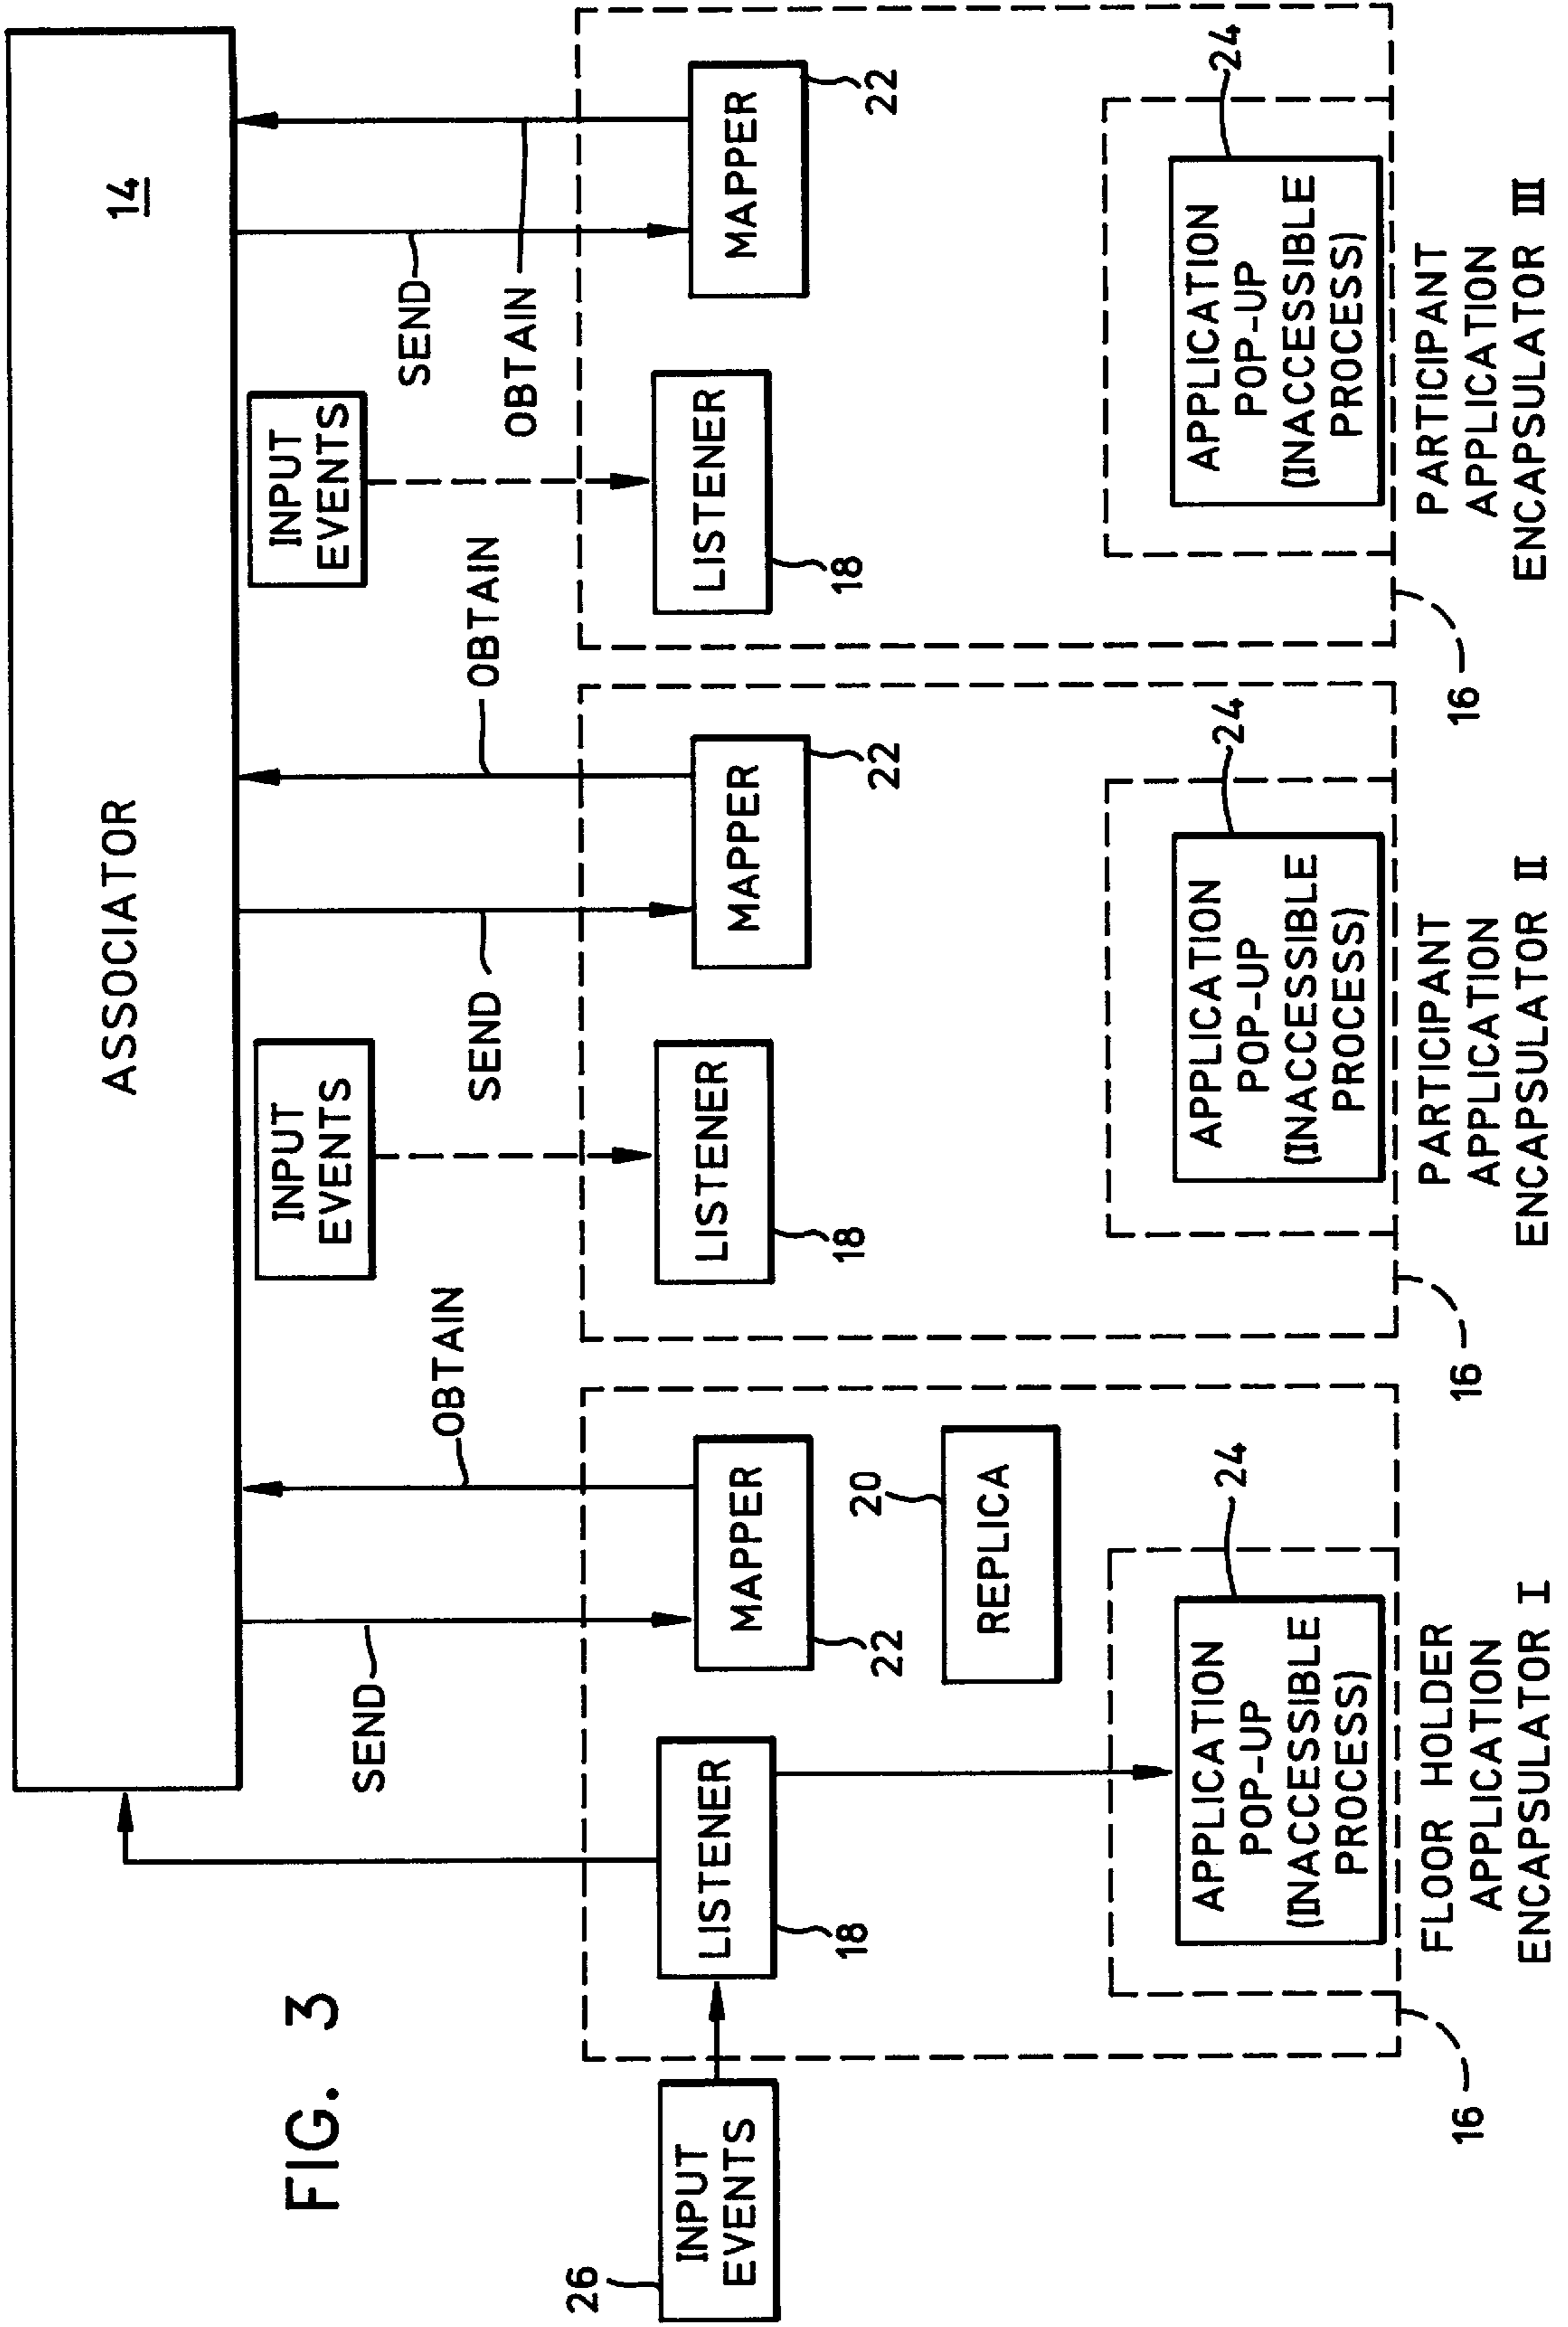 FIG. 3
ASSOCIATOR
14
SEND
OBTAIN
INPUT
EVENTS
SEND
OBTAIN
INPUT
EVENTS
SEND
OBTAIN
26
INPUT
EVENTS
LISTENER
18
MAPPER
22
20
REPLICA
LISTENER
18
MAPPER
22
LISTENER
18
MAPPER
22
APPLICATION
POP-UP
(INACCESSIBLE
PROCESS)
24
APPLICATION
POP-UP
(INACCESSIBLE
PROCESS)
24
APPLICATION
POP-UP
(INACCESSIBLE
PROCESS)
24
16
FLOOR HOLDER
APPLICATION
ENCAPSULATOR I
16
PARTICIPANT
APPLICATION
ENCAPSULATOR II
16
PARTICIPANT
APPLICATION
ENCAPSULATOR III